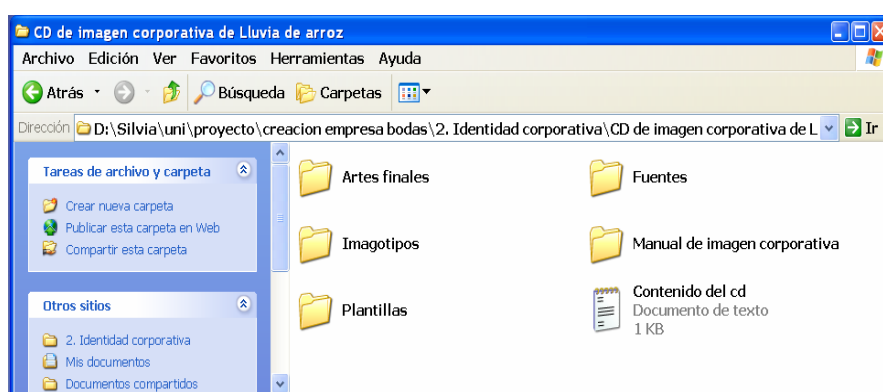 CD de imagen corporativa de Lluvia de arroz
Archivo Edición Ver Favoritos Herramientas Ayuda
Atrás Búsqueda Carpetas
Dirección D:\Silvia\uni\proyecto\creacion empresa bodas\2. Identidad corporativa\CD de imagen corporativa de L Ir
Tareas de archivo y carpeta
Crear nueva carpeta
Publicar esta carpeta en Web
Compartir esta carpeta
Otros sitios
2. Identidad corporativa
Mis documentos
Documentos compartidos
Artes finales
Fuentes
Imagotipos
Manual de imagen corporativa
Plantillas
Contenido del cd
Documento de texto
1 KB